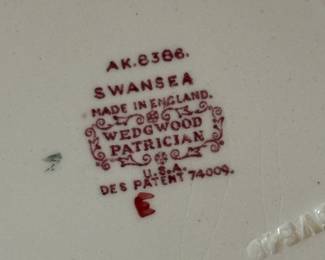 AK.8386.
SWANSEA
MADE IN ENGLAND.
WEDGWOOD
PATRICIAN
U.S.A.
DES PATENT 74009.
E